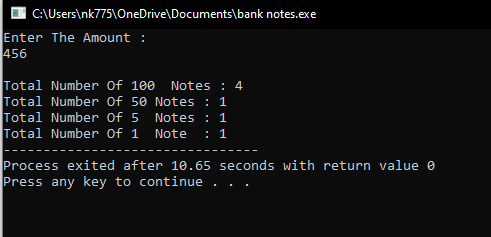 C:\Users\nk775\OneDrive\Documents\bank notes.exe
Enter The Amount :
456
Total Number Of 100  Notes : 4
Total Number Of 50 Notes : 1
Total Number Of 5  Notes : 1
Total Number Of 1  Note  : 1
--------------------------------
Process exited after 10.65 seconds with return value 0
Press any key to continue . . .